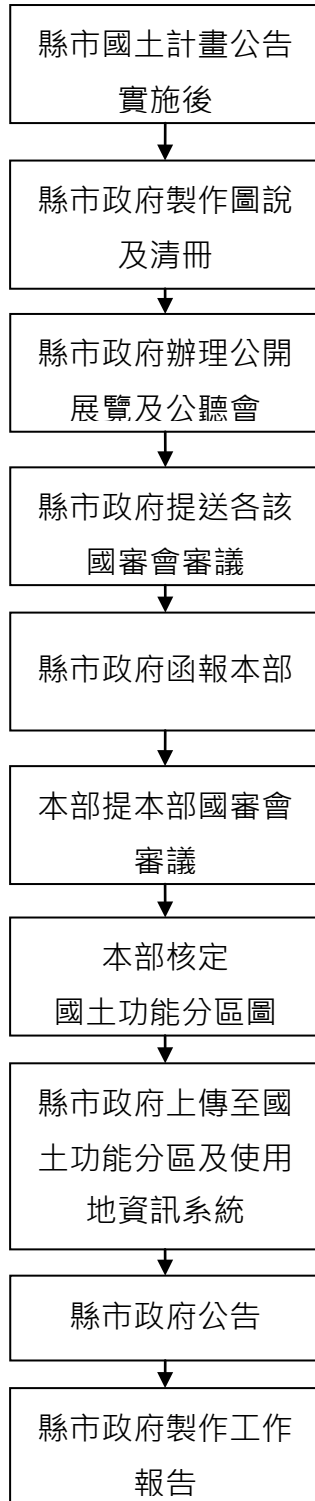 縣市國土計畫公告
實施後
縣市政府製作圖說
及清冊
縣市政府辦理公開
展覽及公聽會
縣市政府提送各該
國審會審議
縣市政府函報本部
本部提本部國審會
審議
本部核定
國土功能分區圖
縣市政府上傳至國
土功能分區及使用
地資訊系統
縣市政府公告
縣市政府製作工作
報告